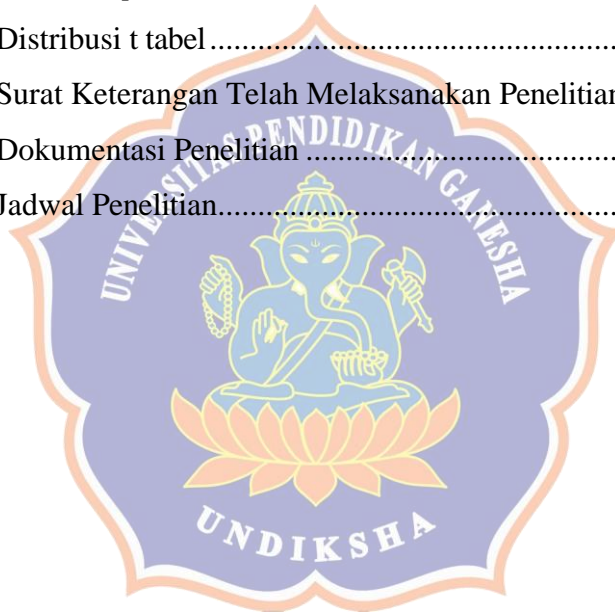 Distribusi t tabel......................................................
Surat Keterangan Telah Melaksanakan Penelitian
Dokumentasi Penelitian ..........................................
Jadwal Penelitian.....................................................
UNIVERSITAS PENDIDIKAN GANESHA
UNDIKSHA